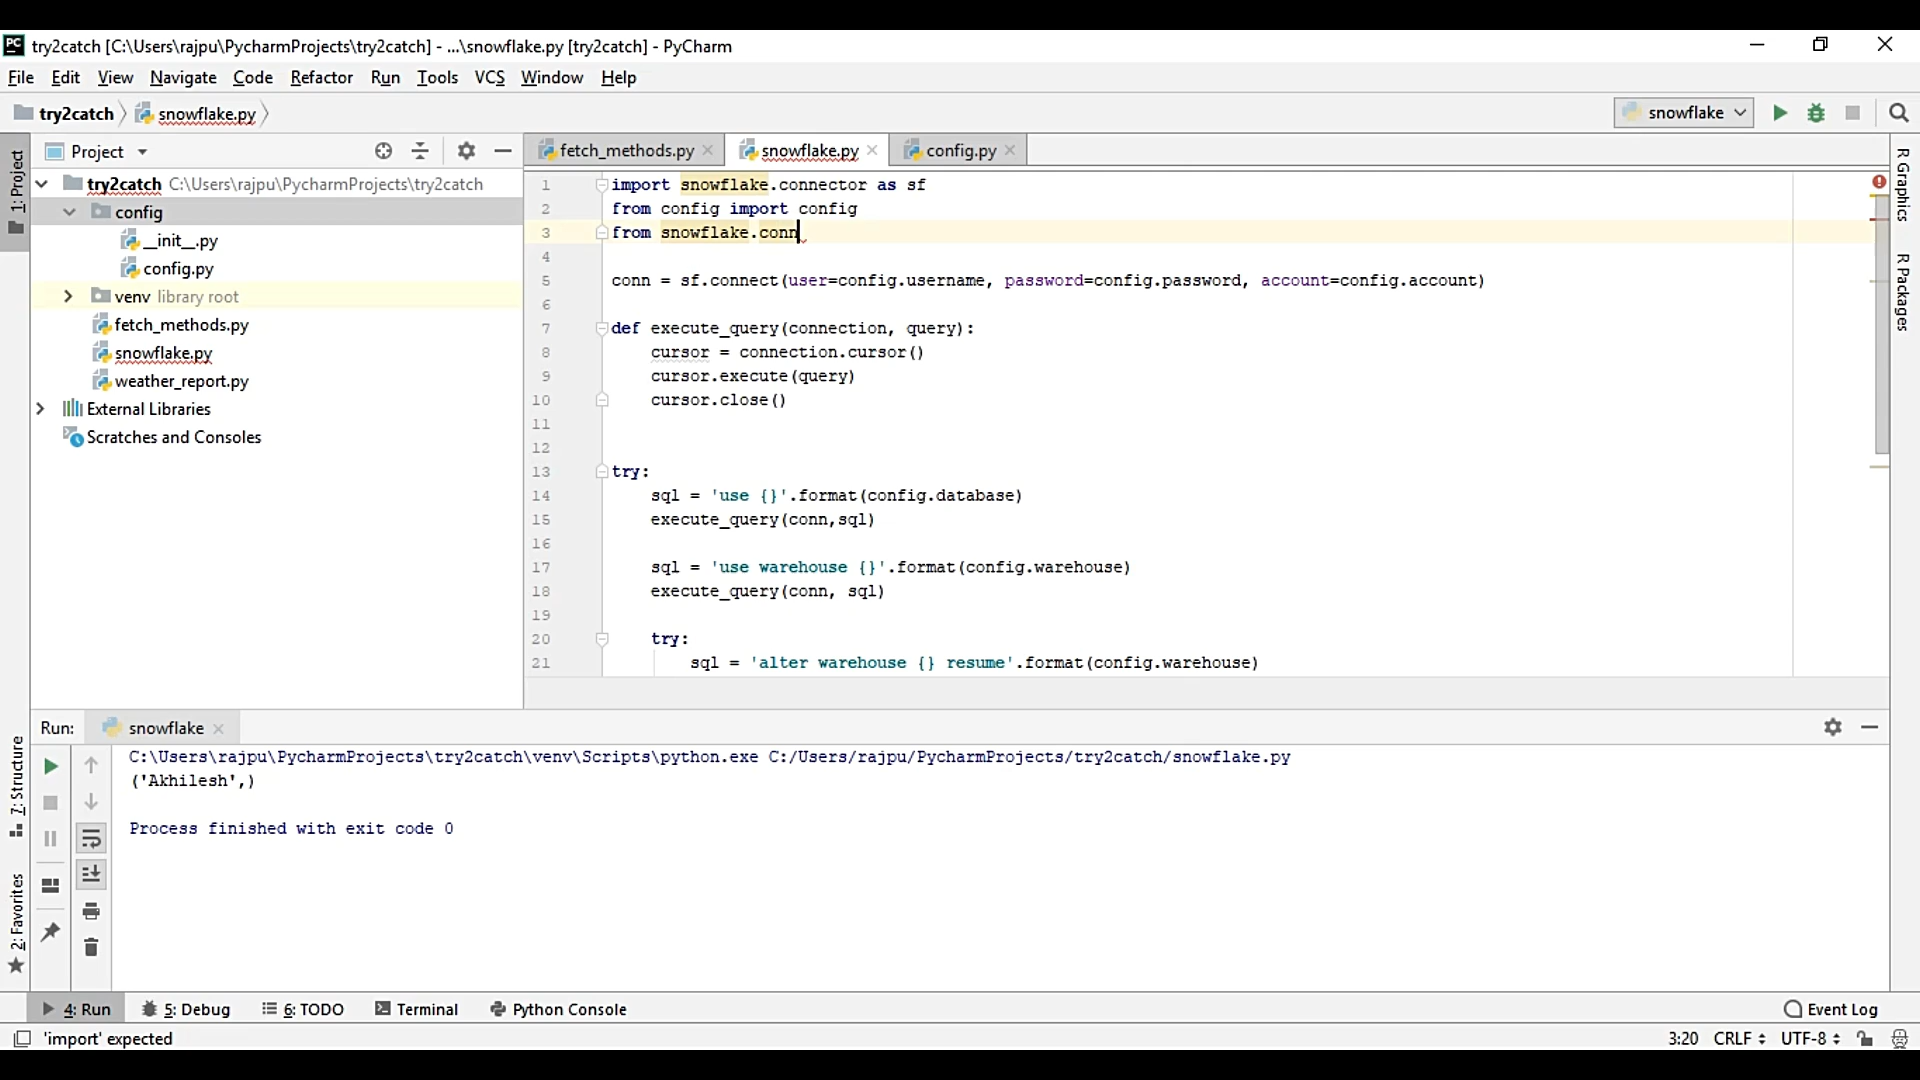 try2catch [C:\Users\rajpu\PycharmProjects\try2catch] - ...\snowflake.py [try2catch] - PyCharm
File Edit View Navigate Code Refactor Run Tools VCS Window Help
try2catch snowflake.py snowflake
1: Project
Project
fetch_methods.py snowflake.py config.py
try2catch C:\Users\rajpu\PycharmProjects\try2catch
config
__init__.py
config.py
venv library root
fetch_methods.py
snowflake.py
weather_report.py
External Libraries
Scratches and Consoles
1 import snowflake.connector as sf
2 from config import config
3 from snowflake.conn
4
5 conn = sf.connect(user=config.username, password=config.password, account=config.account)
6
7 def execute_query(connection, query):
8 cursor = connection.cursor()
9 cursor.execute(query)
10 cursor.close()
11
12
13 try:
14 sql = 'use {}'.format(config.database)
15 execute_query(conn,sql)
16
17 sql = 'use warehouse {}'.format(config.warehouse)
18 execute_query(conn, sql)
19
20 try:
21 sql = 'alter warehouse {} resume'.format(config.warehouse)
R Graphics
R Packages
Run: snowflake
C:\Users\rajpu\PycharmProjects\try2catch\venv\Scripts\python.exe C:/Users/rajpu/PycharmProjects/try2catch/snowflake.py
('Akhilesh',)
Process finished with exit code 0
7: Structure
2: Favorites
4: Run 5: Debug 6: TODO Terminal Python Console Event Log
'import' expected 3:20 CRLF UTF-8